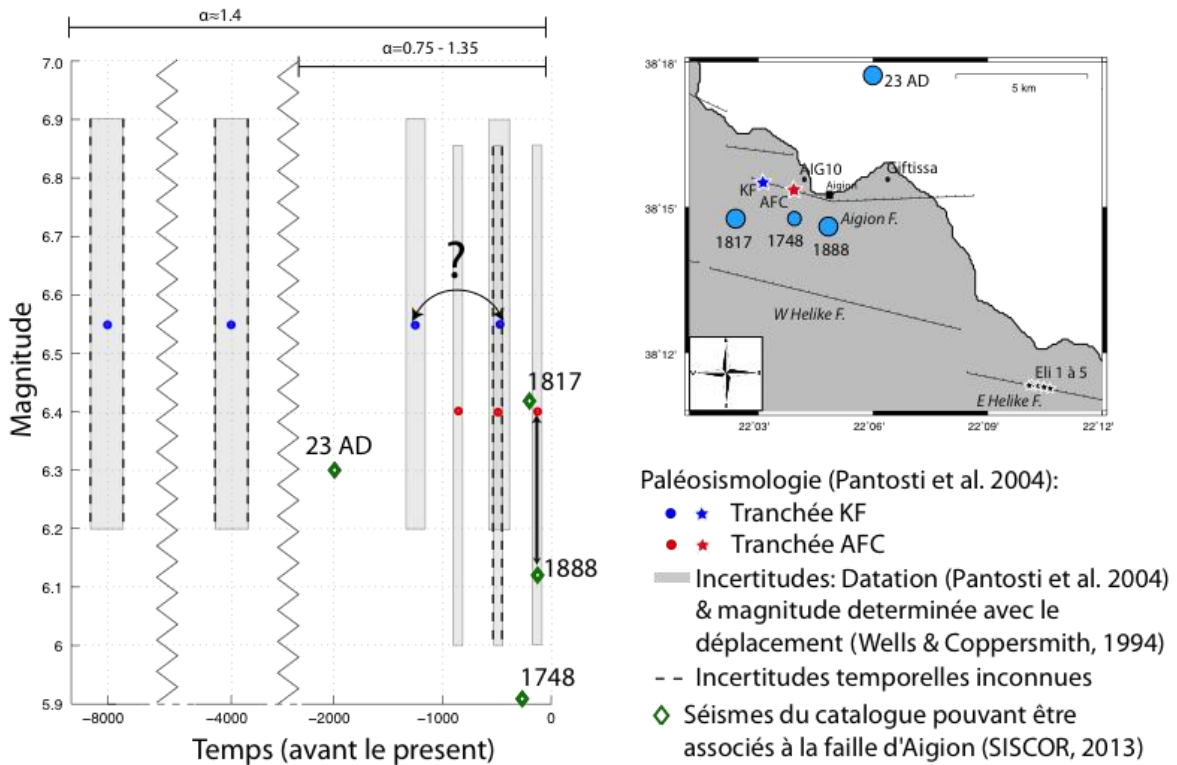 α≈1.4
α=0.75 - 1.35
7.0
6.9
6.8
6.7
6.6
6.5
6.4
6.3
6.2
6.1
6
5.9
Magnitude
?
1817
23 AD
1888
1748
−8000
−4000
−2000
−1000
0
Temps (avant le present)
38˚18'
38˚15'
38˚12'
23 AD
5 km
AIG10
Giftissa
KF
Aigion
AFC
Aigion F.
1817
1748
1888
W Helike F.
Eli 1 à 5
E Helike F.
22˚03'
22˚06'
22˚09'
22˚12'
Paléosismologie (Pantosti et al. 2004):
Tranchée KF
Tranchée AFC
Incertitudes: Datation (Pantosti et al. 2004)
& magnitude determinée avec le
déplacement (Wells & Coppersmith, 1994)
Incertitudes temporelles inconnues
Séismes du catalogue pouvant être
associés à la faille d'Aigion (SISCOR, 2013)